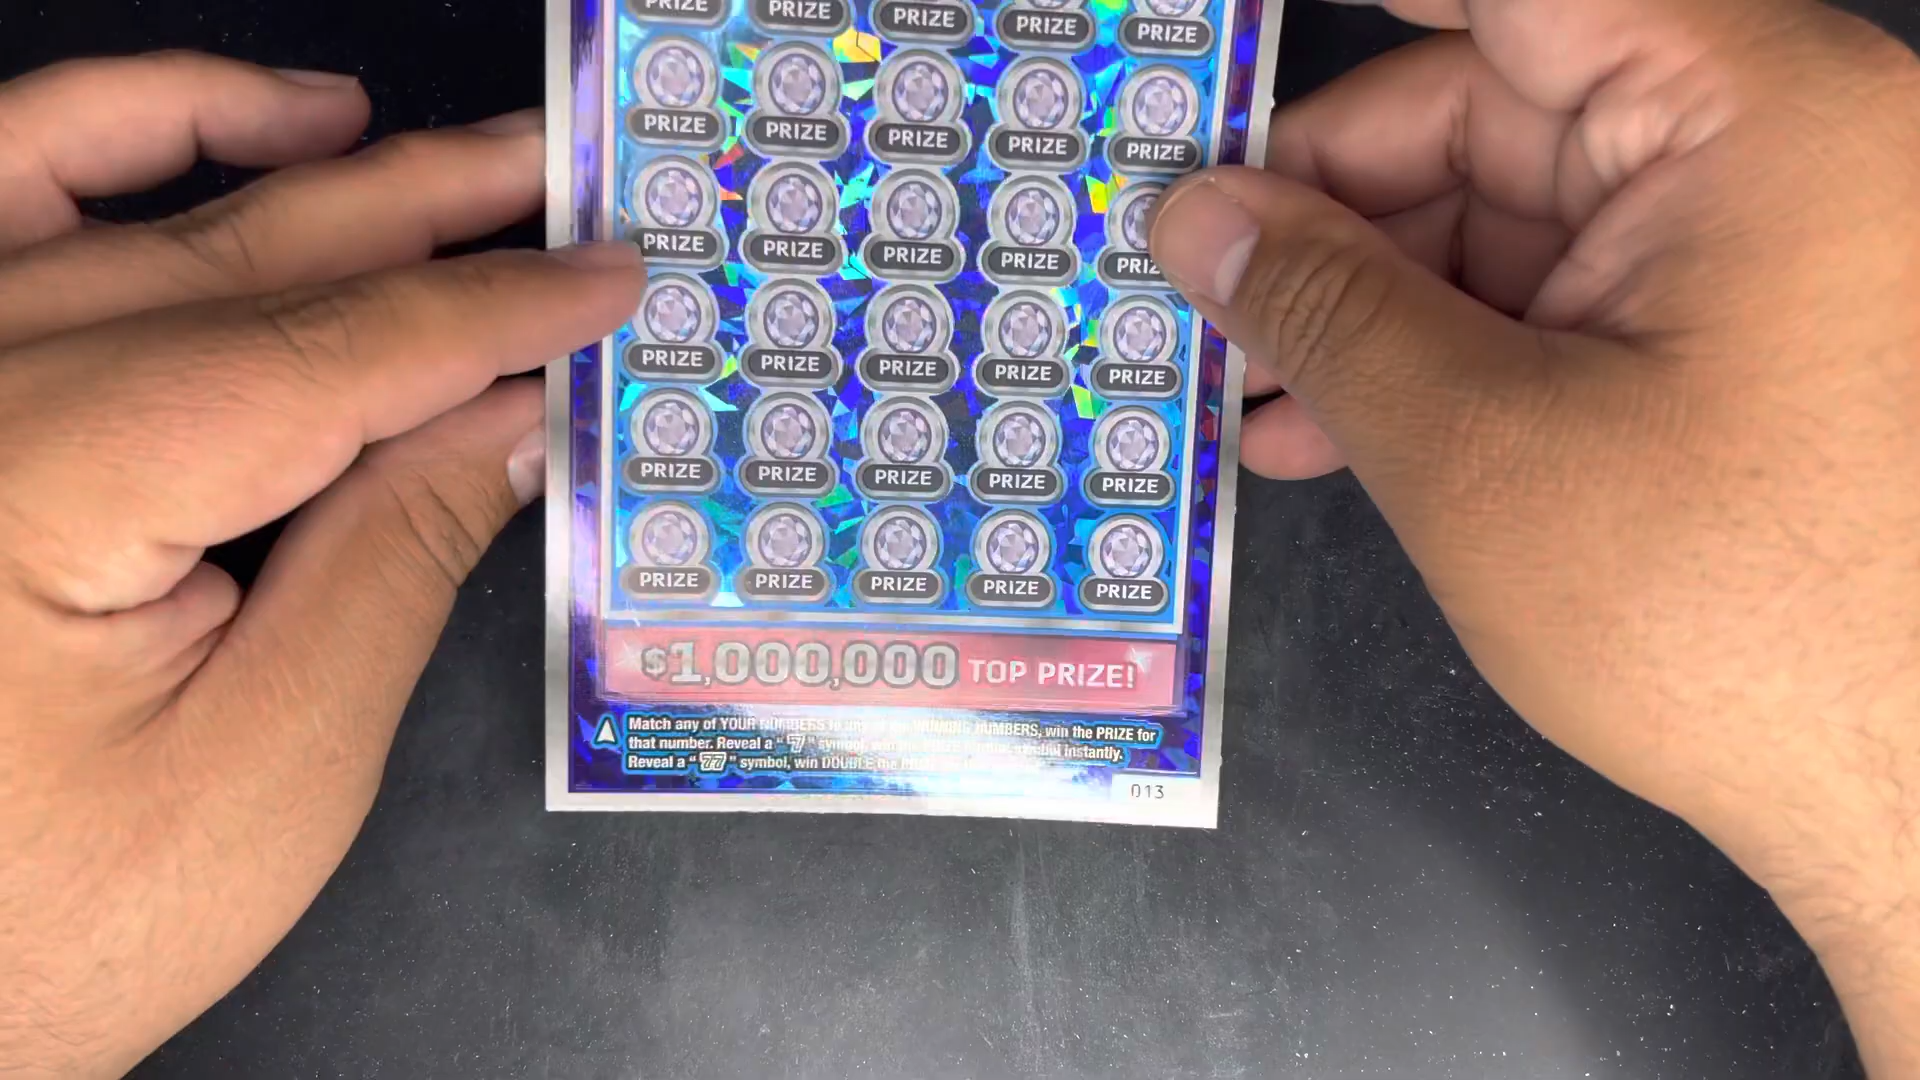 PRIZE PRIZE PRIZE PRIZE PRIZE
PRIZE PRIZE PRIZE PRIZE PRIZE
PRIZE PRIZE PRIZE PRIZE PRIZ
PRIZE PRIZE PRIZE PRIZE PRIZE
PRIZE PRIZE PRIZE PRIZE PRIZE
PRIZE PRIZE PRIZE PRIZE PRIZE
$1,000,000 TOP PRIZE!
Match any of YOUR NUMBERS to any of the WINNING NUMBERS, win the PRIZE for
that number. Reveal a "7" symbol, win the PRIZE symbol instantly.
Reveal a "77" symbol, win DOUBLE the
013